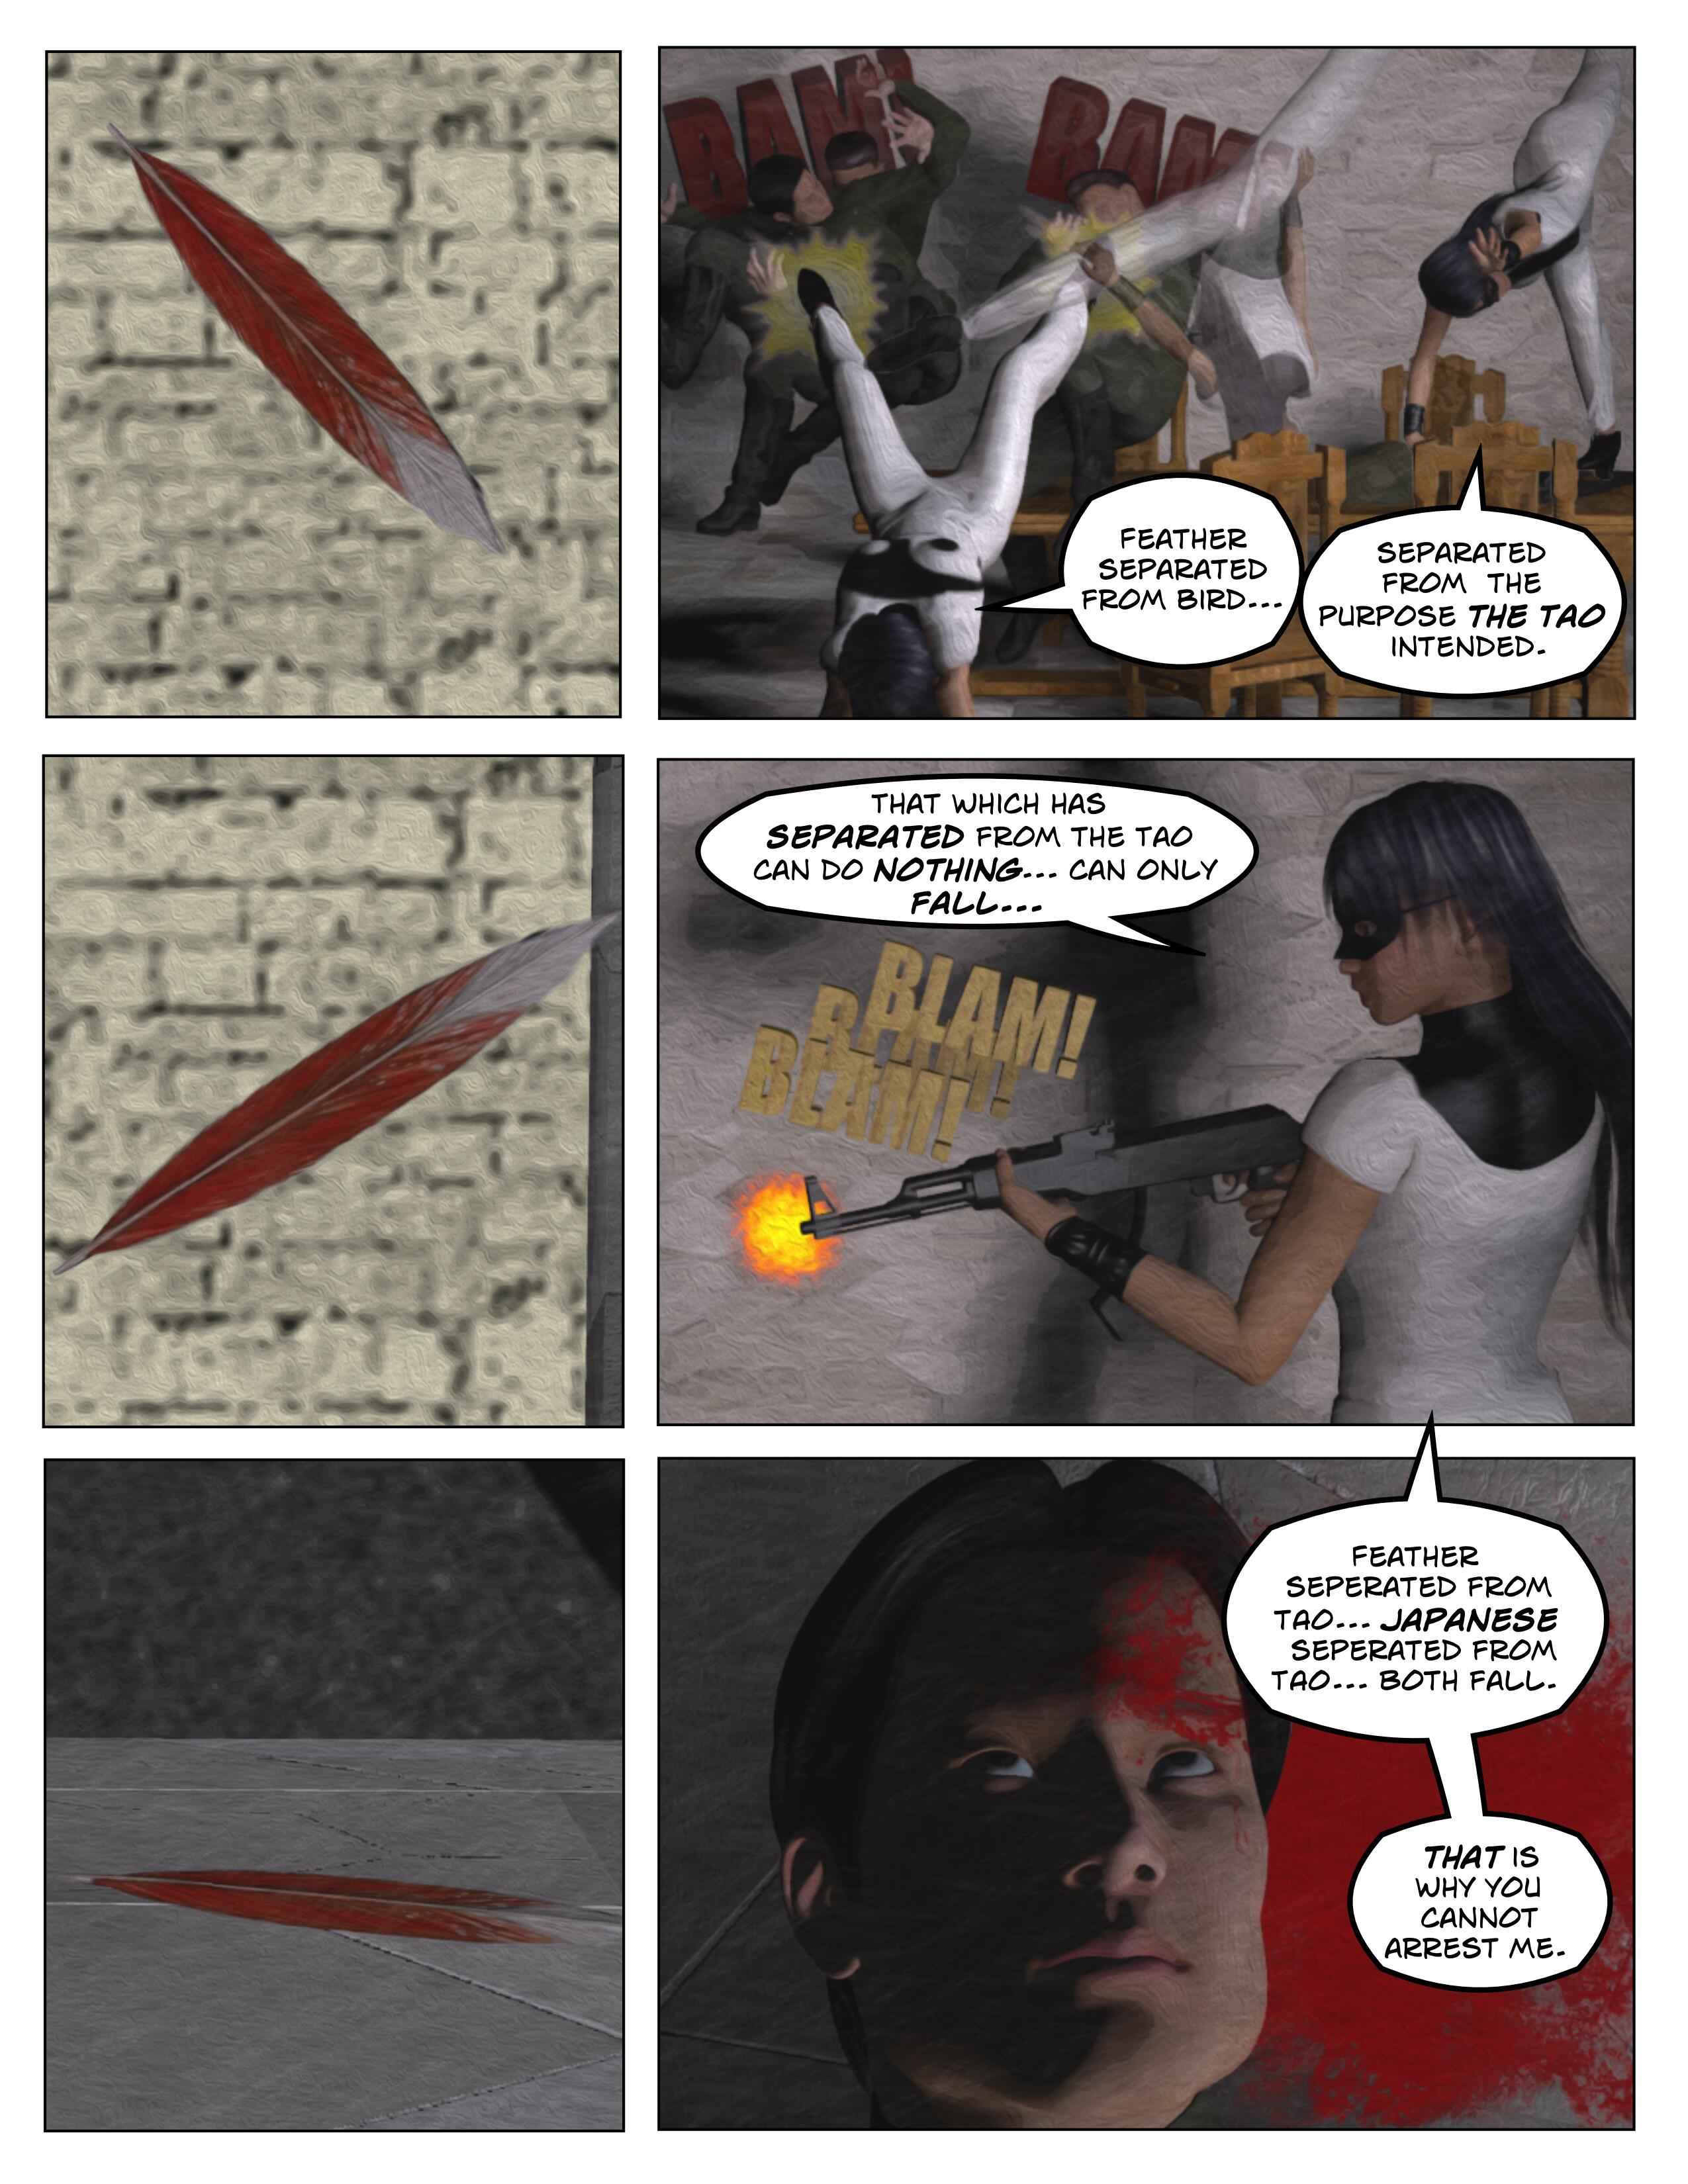 BAM!
BAM!
FEATHER
SEPARATED
FROM BIRD...
SEPARATED
FROM THE
PURPOSE THE TAO
INTENDED.
THAT WHICH HAS
SEPARATED FROM THE TAO
CAN DO NOTHING... CAN ONLY
FALL...
BLAM!
BLAM!
BLAM!
FEATHER
SEPERATED FROM
TAO... JAPANESE
SEPERATED FROM
TAO... BOTH FALL.
THAT IS
WHY YOU
CANNOT
ARREST ME.